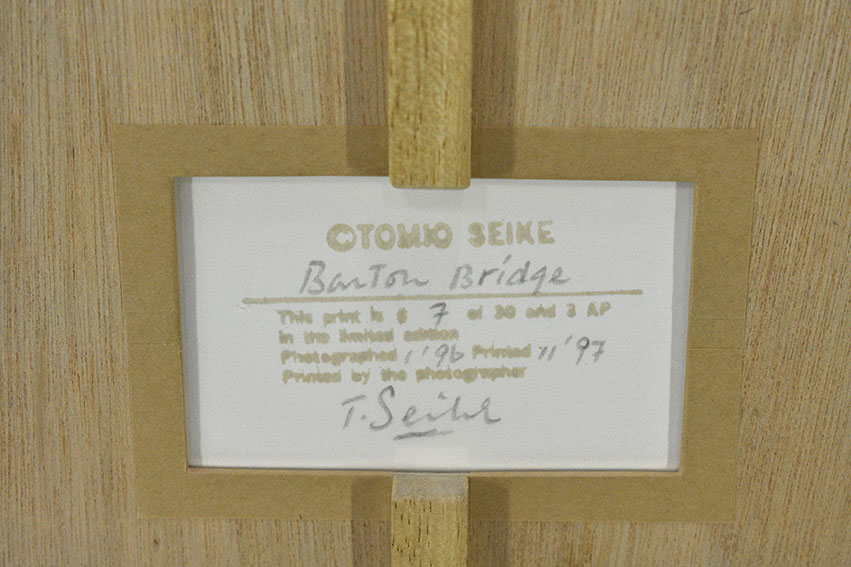 ©TOMIO SEIKE
Barton Bridge
This print is # 7 of 30 and 3 AP
in the limited edition
Photographed 1 '96 Printed 11 '97
Printed by the photographer
T. Seike